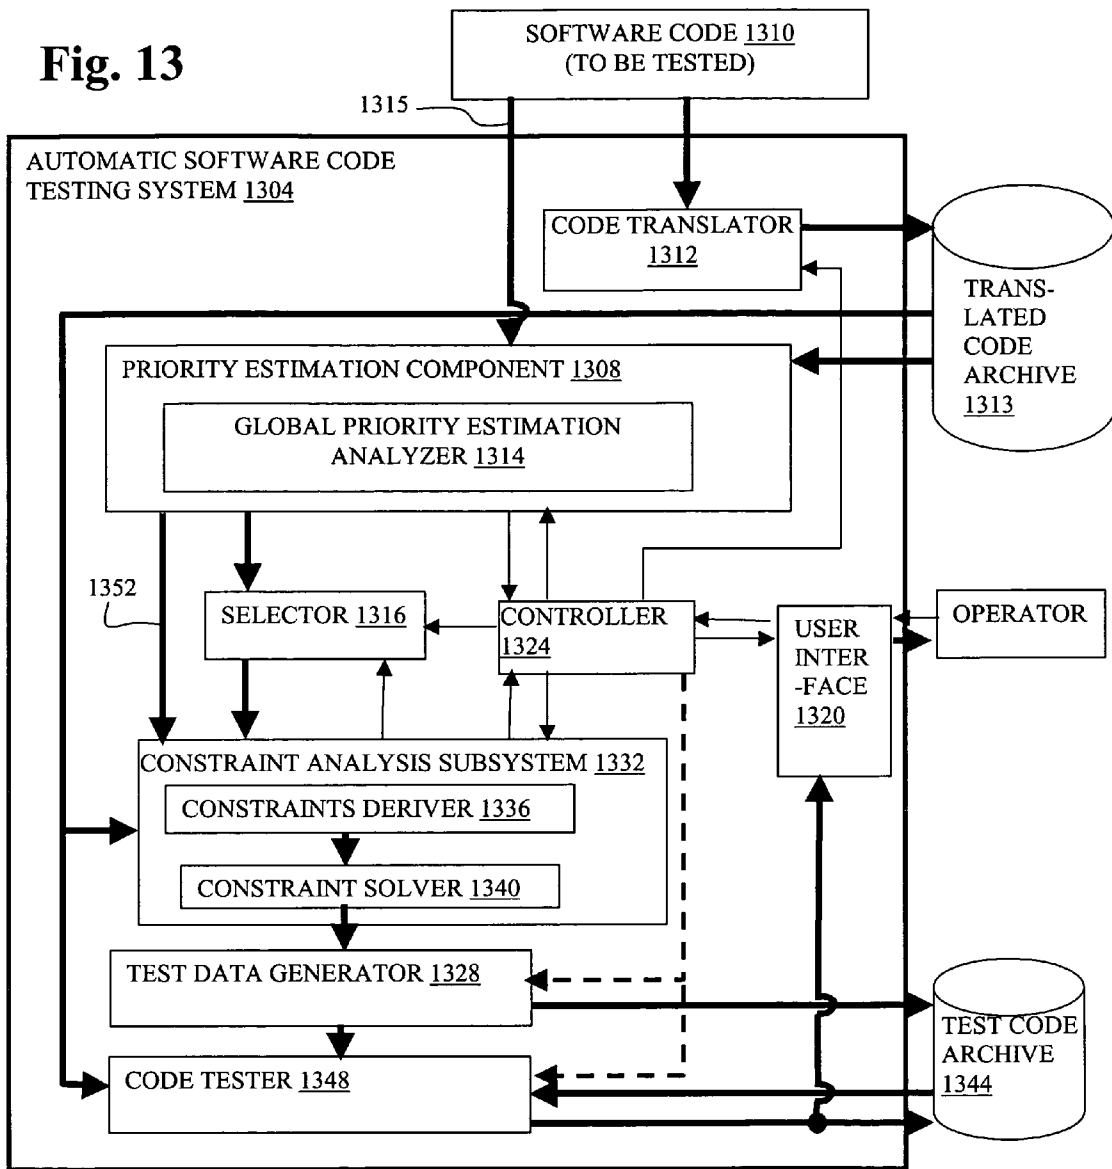 Fig. 13
SOFTWARE CODE 1310
(TO BE TESTED)
1315
AUTOMATIC SOFTWARE CODE
TESTING SYSTEM 1304
CODE TRANSLATOR
1312
TRANS-
LATED
CODE
ARCHIVE
1313
PRIORITY ESTIMATION COMPONENT 1308
GLOBAL PRIORITY ESTIMATION
ANALYZER 1314
1352
SELECTOR 1316
CONTROLLER
1324
USER
INTER
-FACE
1320
OPERATOR
CONSTRAINT ANALYSIS SUBSYSTEM 1332
CONSTRAINTS DERIVER 1336
CONSTRAINT SOLVER 1340
TEST DATA GENERATOR 1328
TEST CODE
ARCHIVE
1344
CODE TESTER 1348